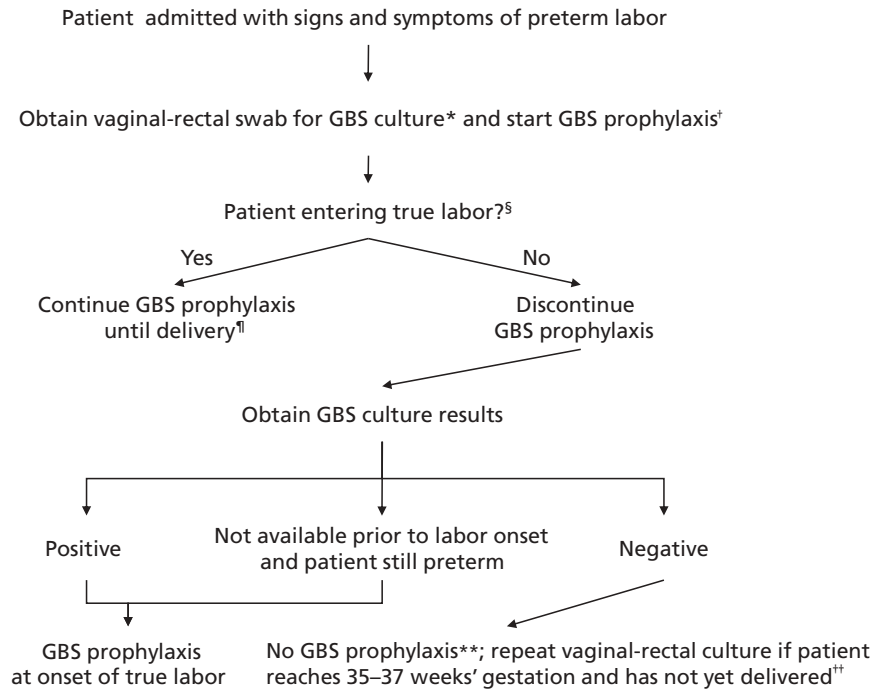 Patient admitted with signs and symptoms of preterm labor
Obtain vaginal-rectal swab for GBS culture* and start GBS prophylaxis†
Patient entering true labor?§
Yes
No
Continue GBS prophylaxis
until delivery¶
Discontinue
GBS prophylaxis
Obtain GBS culture results
Positive
Not available prior to labor onset
and patient still preterm
Negative
GBS prophylaxis
at onset of true labor
No GBS prophylaxis**; repeat vaginal-rectal culture if patient
reaches 35–37 weeks’ gestation and has not yet delivered††